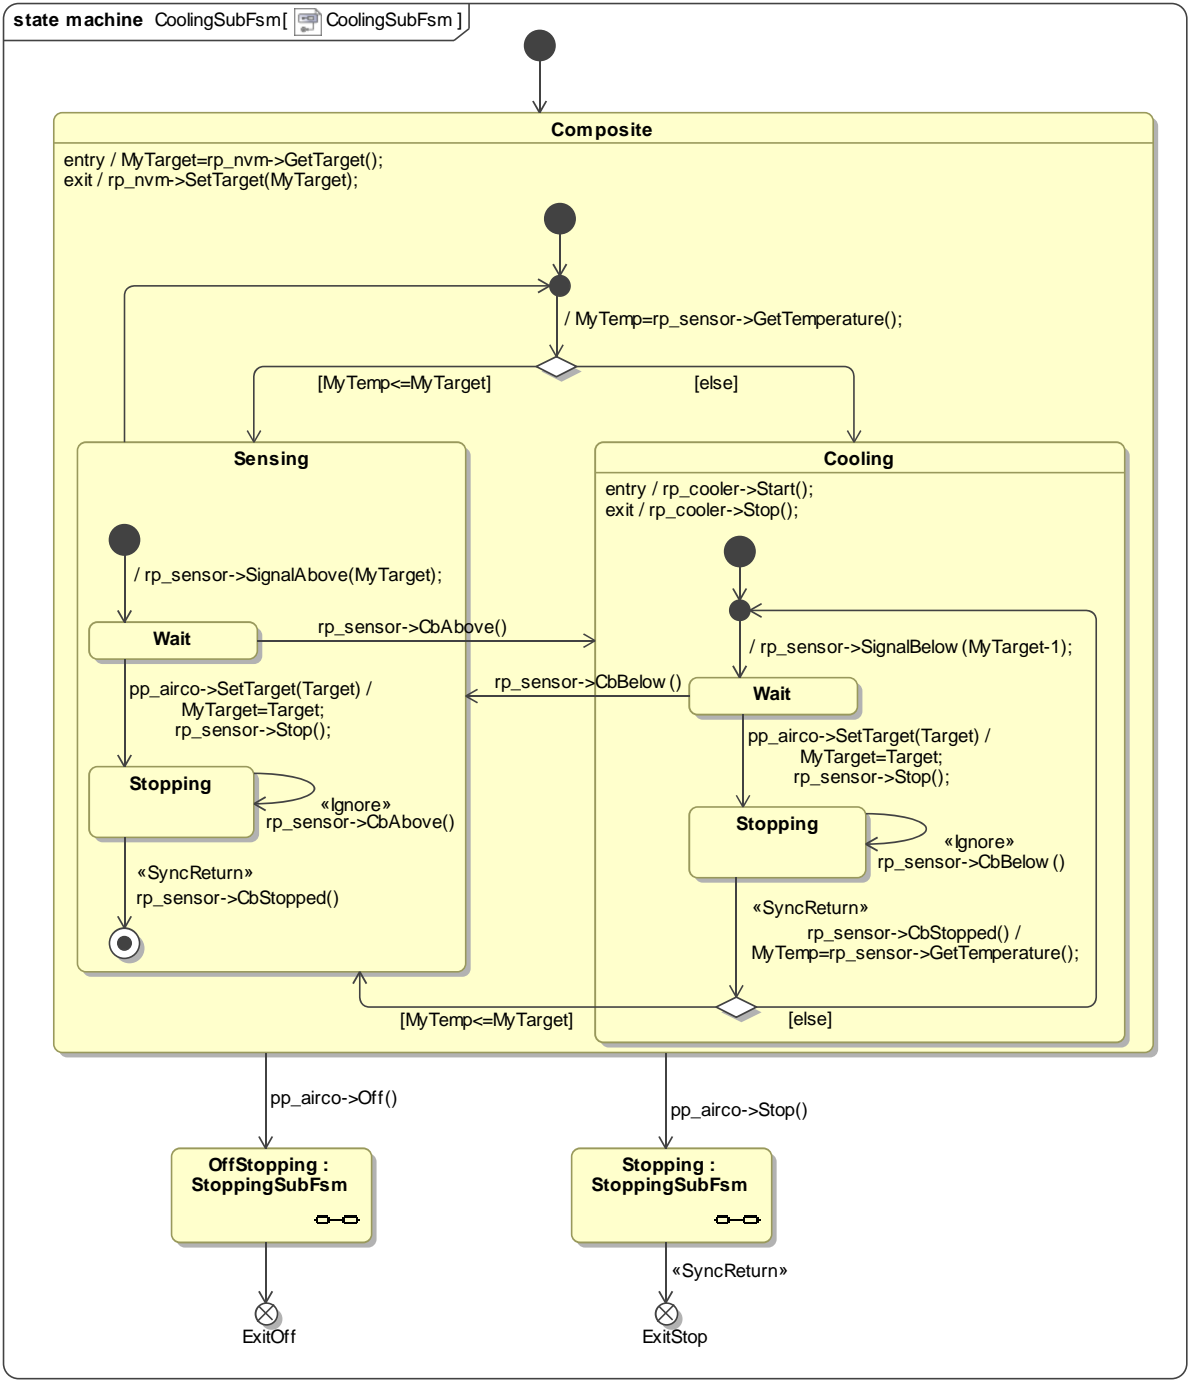 state machine CoolingSubFsm[ CoolingSubFsm ]
Composite
entry / MyTarget=rp_nvm->GetTarget();
exit / rp_nvm->SetTarget(MyTarget);
/ MyTemp=rp_sensor->GetTemperature();
[MyTemp<=MyTarget]
[else]
Sensing
/ rp_sensor->SignalAbove(MyTarget);
Wait
rp_sensor->CbAbove()
pp_airco->SetTarget(Target) /
MyTarget=Target;
rp_sensor->Stop();
Stopping
«Ignore»
rp_sensor->CbAbove()
«SyncReturn»
rp_sensor->CbStopped()
Cooling
entry / rp_cooler->Start();
exit / rp_cooler->Stop();
/ rp_sensor->SignalBelow(MyTarget-1);
rp_sensor->CbBelow()
Wait
pp_airco->SetTarget(Target) /
MyTarget=Target;
rp_sensor->Stop();
Stopping
«Ignore»
rp_sensor->CbBelow()
«SyncReturn»
rp_sensor->CbStopped() /
MyTemp=rp_sensor->GetTemperature();
[MyTemp<=MyTarget]
[else]
pp_airco->Off()
pp_airco->Stop()
OffStopping :
StoppingSubFsm
Stopping :
StoppingSubFsm
«SyncReturn»
ExitOff
ExitStop